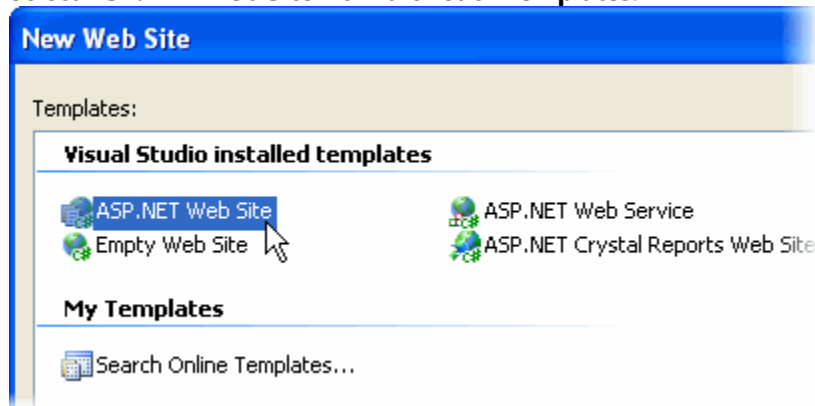 New Web Site
Templates:
Visual Studio installed templates
ASP.NET Web Site
ASP.NET Web Service
Empty Web Site
ASP.NET Crystal Reports Web Site
My Templates
Search Online Templates...